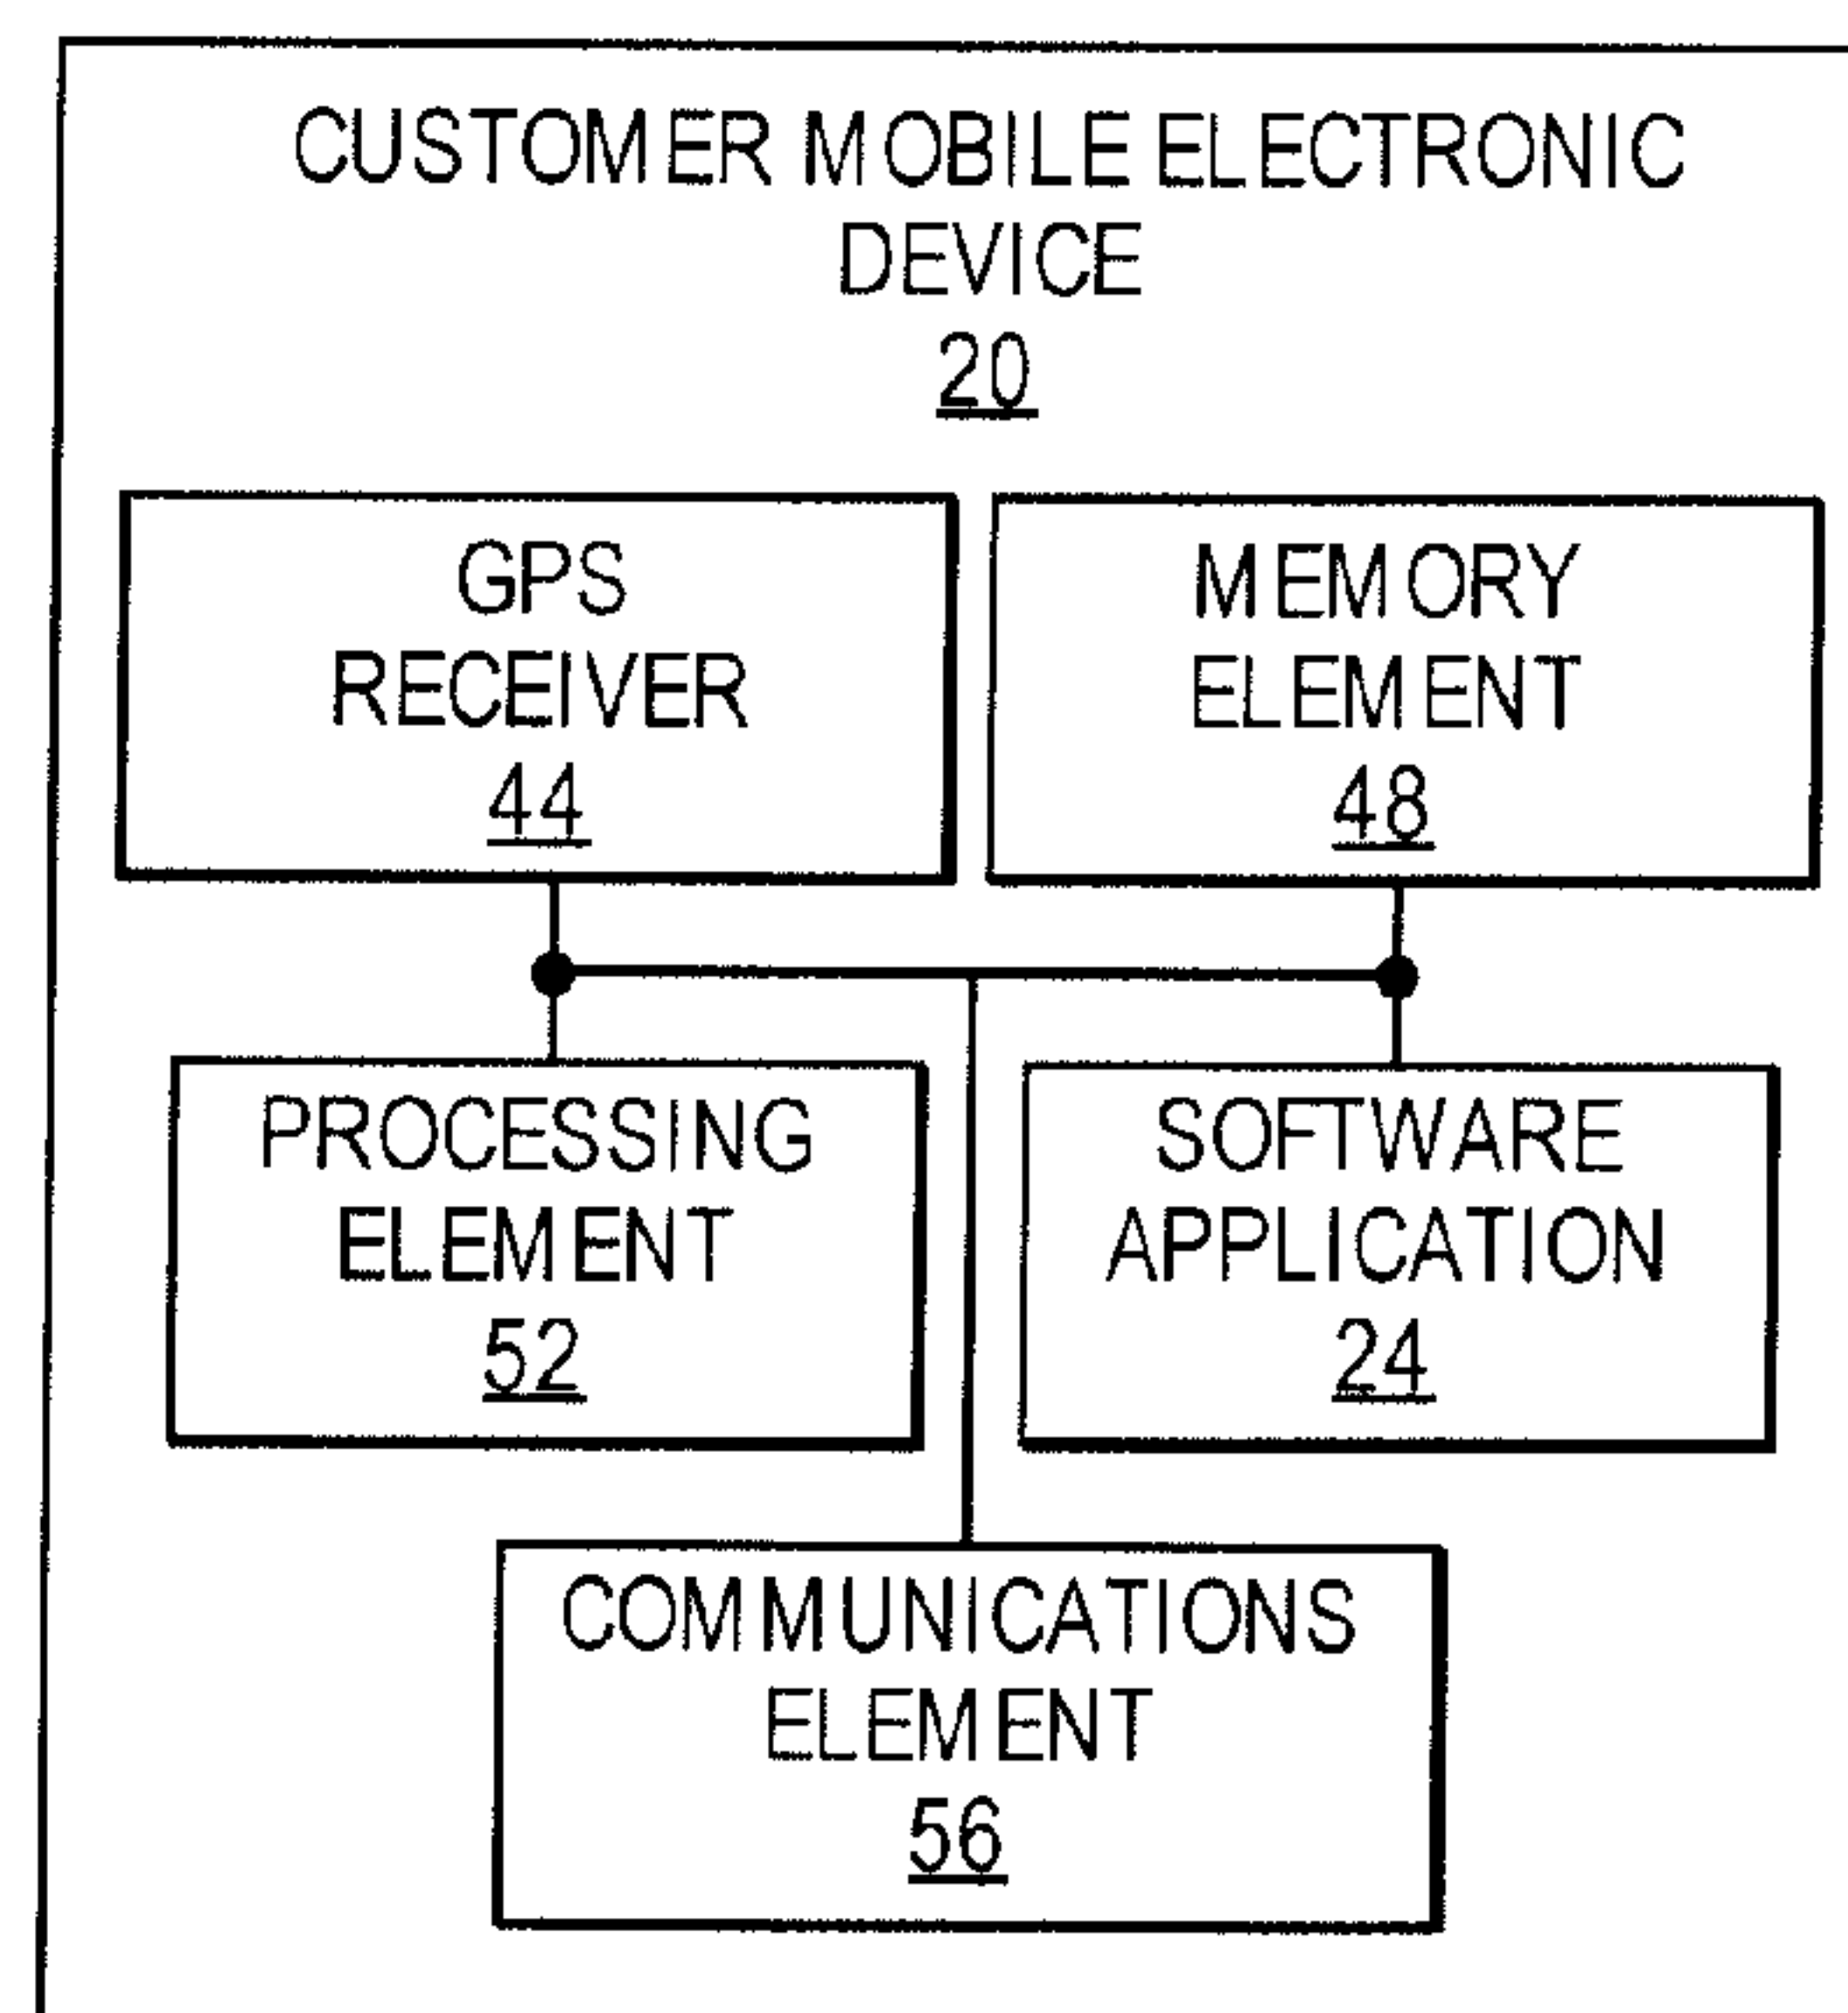 CUSTOMER MOBILE ELECTRONIC
DEVICE
20
GPS
RECEIVER
44
MEMORY
ELEMENT
48
PROCESSING
ELEMENT
52
SOFTWARE
APPLICATION
24
COMMUNICATIONS
ELEMENT
56